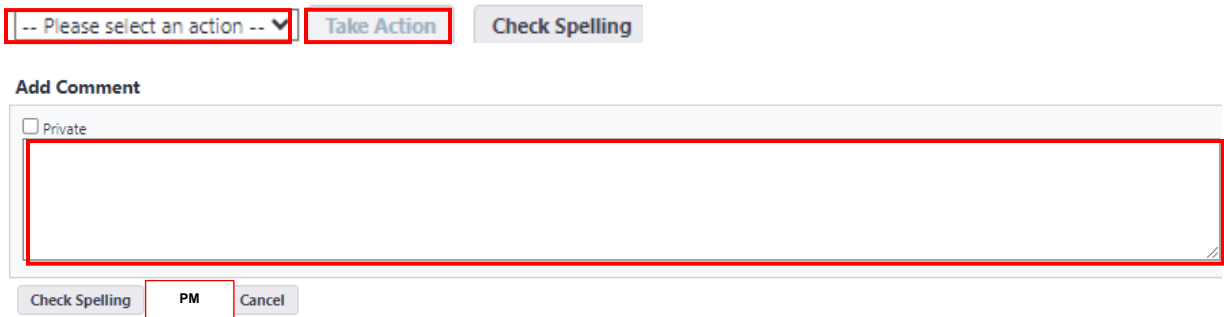 -- Please select an action -- Take Action Check Spelling
Add Comment
Private
Check Spelling PM Cancel